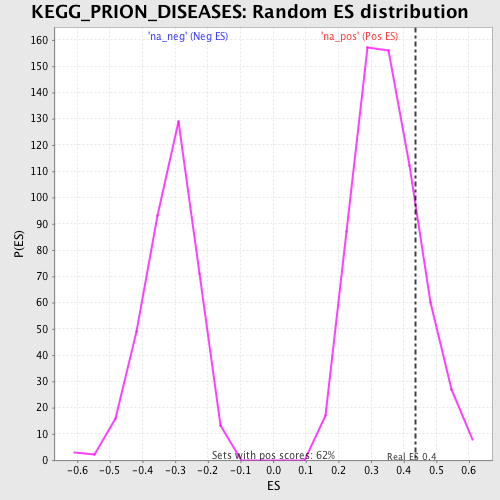 KEGG_PRION_DISEASES: Random ES distribution
'na_neg' (Neg ES)
'na_pos' (Pos ES)
160
150
140
130
120
110
100
90
80
70
60
50
40
30
20
10
0
P(ES)
Sets with pos scores: 62%
Real ES 0.4
-0.6 -0.5 -0.4 -0.3 -0.2 -0.1 0.0 0.1 0.2 0.3 0.4 0.5 0.6
ES